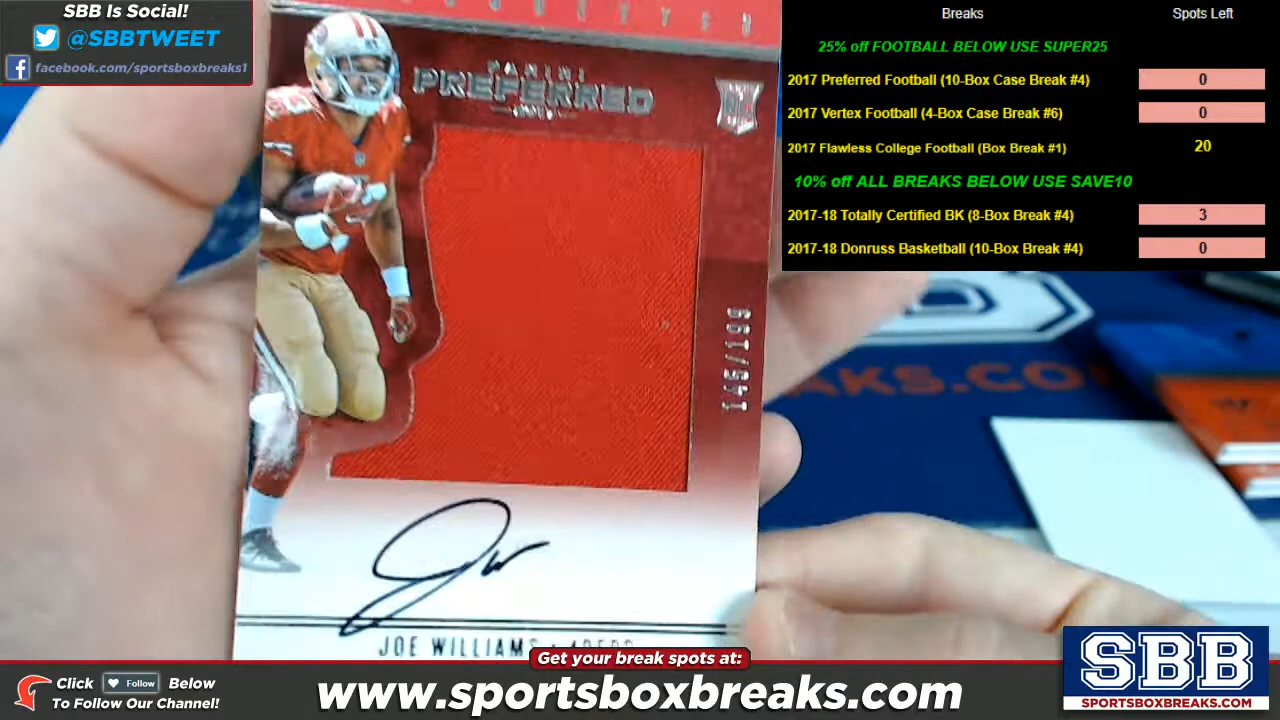 SBB Is Social!
@SBBTWEET
facebook.com/sportsboxbreaks1
PANINI
PREFERRED
RC
145/199
JOE WILLIAMS
Breaks Spots Left
25% off FOOTBALL BELOW USE SUPER25
2017 Preferred Football (10-Box Case Break #4) 0
2017 Vertex Football (4-Box Case Break #6) 0
2017 Flawless College Football (Box Break #1) 20
10% off ALL BREAKS BELOW USE SAVE10
2017-18 Totally Certified BK (8-Box Break #4) 3
2017-18 Donruss Basketball (10-Box Break #4) 0
Get your break spots at:
Click Follow Below
To Follow Our Channel!
www.sportsboxbreaks.com
SBB
SPORTSBOXBREAKS.COM